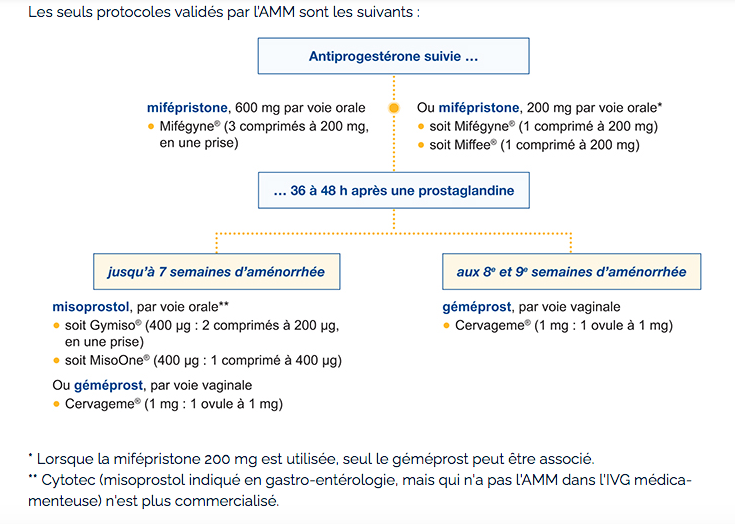 Les seuls protocoles validés par l'AMM sont les suivants :
Antiprogestérone suivie ...
mifépristone, 600 mg par voie orale
• Mifégyne® (3 comprimés à 200 mg,
en une prise)
Ou mifépristone, 200 mg par voie orale*
• soit Mifégyne® (1 comprimé à 200 mg)
• soit Miffee® (1 comprimé à 200 mg)
... 36 à 48 h après une prostaglandine
jusqu'à 7 semaines d'aménorrhée
misoprostol, par voie orale**
• soit Gymiso® (400 µg : 2 comprimés à 200 µg,
en une prise)
• soit MisoOne® (400 µg : 1 comprimé à 400 µg)
Ou géméprost, par voie vaginale
• Cervageme® (1 mg : 1 ovule à 1 mg)
aux 8e et 9e semaines d'aménorrhée
géméprost, par voie vaginale
• Cervageme® (1 mg : 1 ovule à 1 mg)
* Lorsque la mifépristone 200 mg est utilisée, seul le géméprost peut être associé.
** Cytotec (misoprostol indiqué en gastro-entérologie, mais qui n'a pas l'AMM dans l'IVG médica-
menteuse) n'est plus commercialisé.